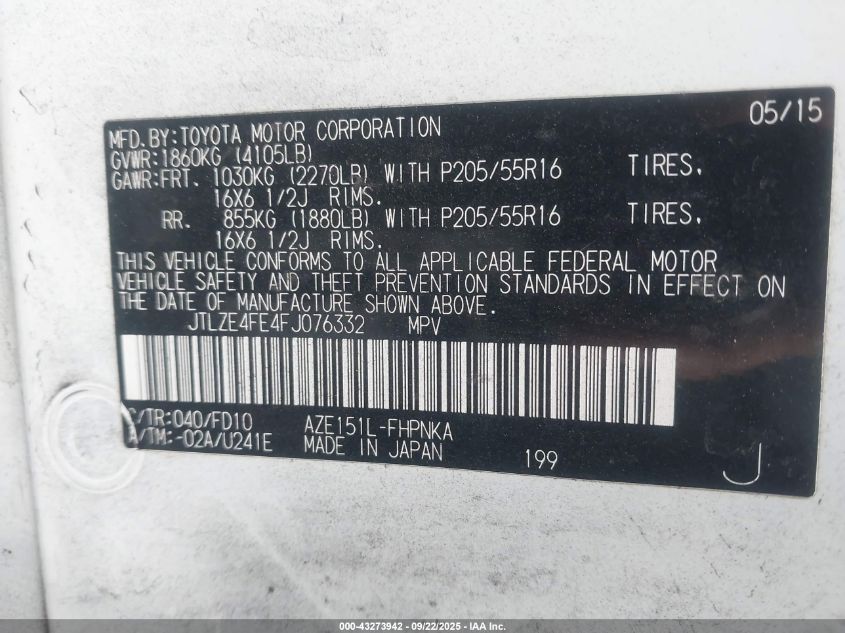 05/15
MFD.BY:TOYOTA MOTOR CORPORATION
GVWR:1860KG (4105LB)
GAWR:FRT. 1030KG (2270LB) WITH P205/55R16 TIRES.
16X6 1/2J RIMS.
RR. 855KG (1880LB) WITH P205/55R16 TIRES.
16X6 1/2J RIMS.
THIS VEHICLE CONFORMS TO ALL APPLICABLE FEDERAL MOTOR
VEHICLE SAFETY AND THEFT PREVENTION STANDARDS IN EFFECT ON
THE DATE OF MANUFACTURE SHOWN ABOVE.
JTLZE4FE4FJ076332 MPV
C/TR:040/FD10 AZE151L-FHPNKA
A/TM:-02A/U241E MADE IN JAPAN 199
J
000-43273942 - 09/22/2025 - IAA Inc.